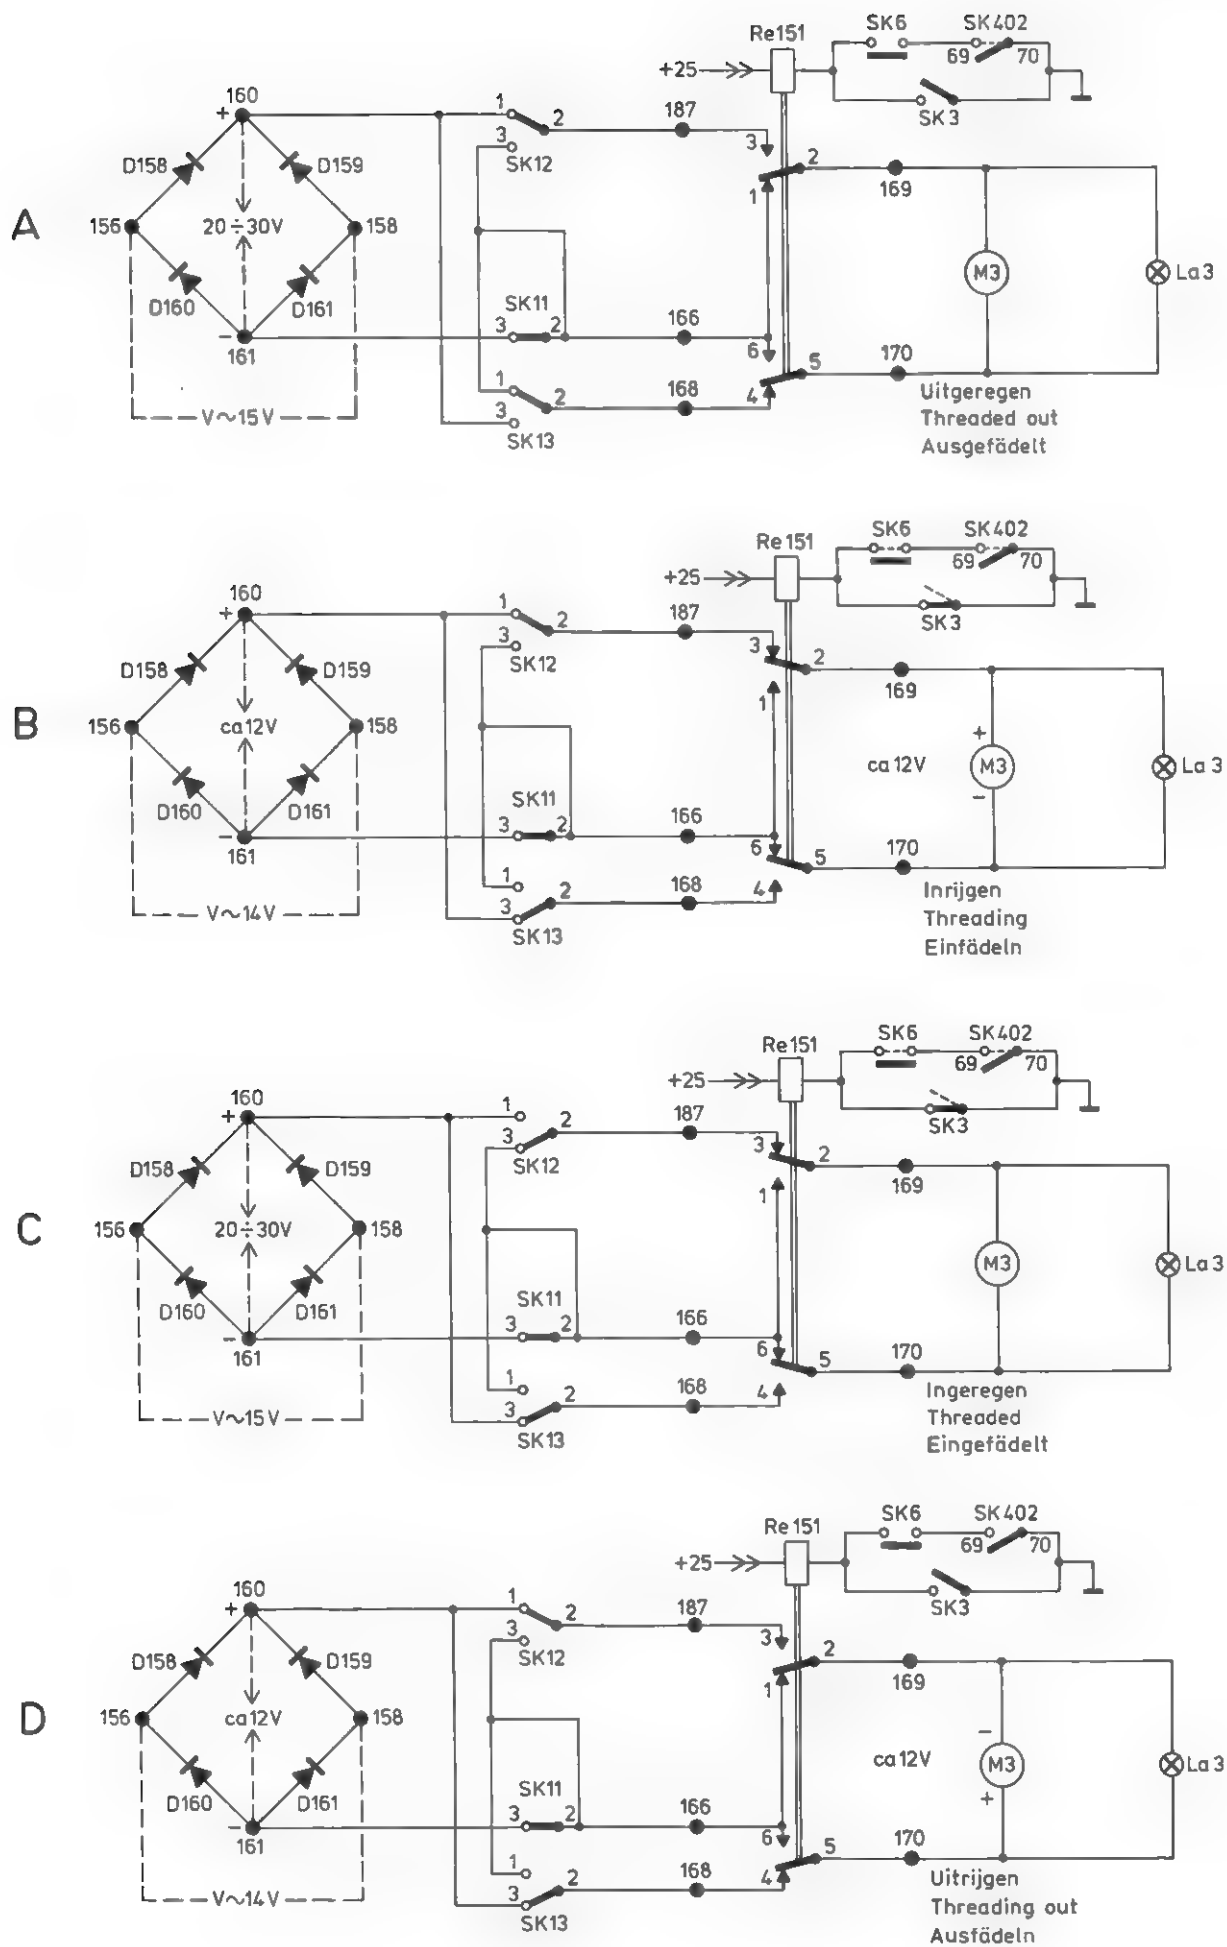 A
Re151
SK6
SK402
+25
69
70
SK3
160
+
D158
D159
156
20÷30V
158
D160
D161
-
161
V~15V
1
2
3
SK12
187
SK11
3
2
166
1
2
3
SK13
168
3
2
1
169
6
5
4
170
M3
La3
Uitgeregen
Threaded out
Ausgefädelt
B
Re151
SK6
SK402
+25
69
70
SK3
160
+
D158
D159
156
ca12V
158
D160
D161
-
161
V~14V
1
2
3
SK12
187
SK11
3
2
166
1
2
3
SK13
168
3
2
1
169
6
5
4
170
ca12V
+
M3
-
La3
Inrijgen
Threading
Einfädeln
C
Re151
SK6
SK402
+25
69
70
SK3
160
+
D158
D159
156
20÷30V
158
D160
D161
-
161
V~15V
1
2
3
SK12
187
SK11
3
2
166
1
2
3
SK13
168
3
2
1
169
6
5
4
170
M3
La3
Ingeregen
Threaded
Eingefädelt
D
Re151
SK6
SK402
+25
69
70
SK3
160
+
D158
D159
156
ca12V
158
D160
D161
-
161
V~14V
1
2
3
SK12
187
SK11
3
2
166
1
2
3
SK13
168
3
2
1
169
6
5
4
170
ca12V
-
M3
+
La3
Uitrijgen
Threading out
Ausfädeln